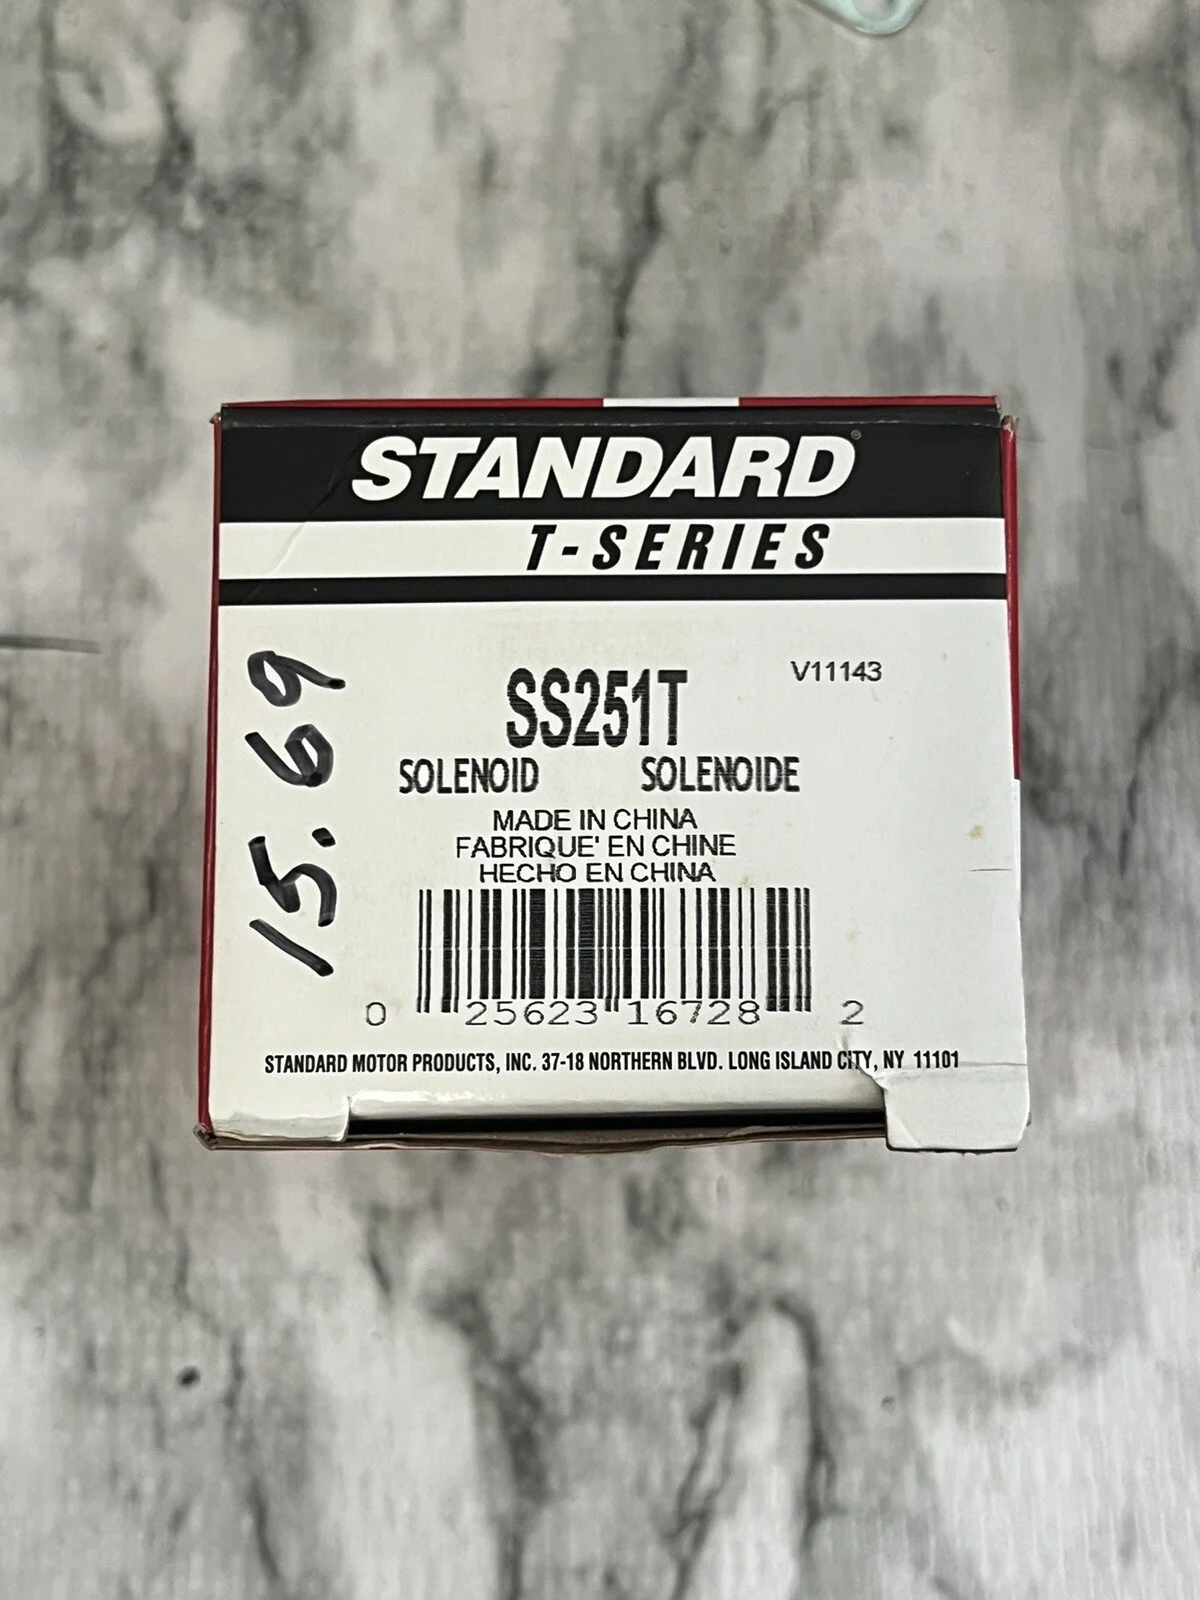 STANDARD®
T-SERIES
SS251T
V11143
SOLENOID SOLENOIDE
MADE IN CHINA
FABRIQUE' EN CHINE
HECHO EN CHINA
0 25623 16728 2
STANDARD MOTOR PRODUCTS, INC. 37-18 NORTHERN BLVD. LONG ISLAND CITY, NY 11101
15.69